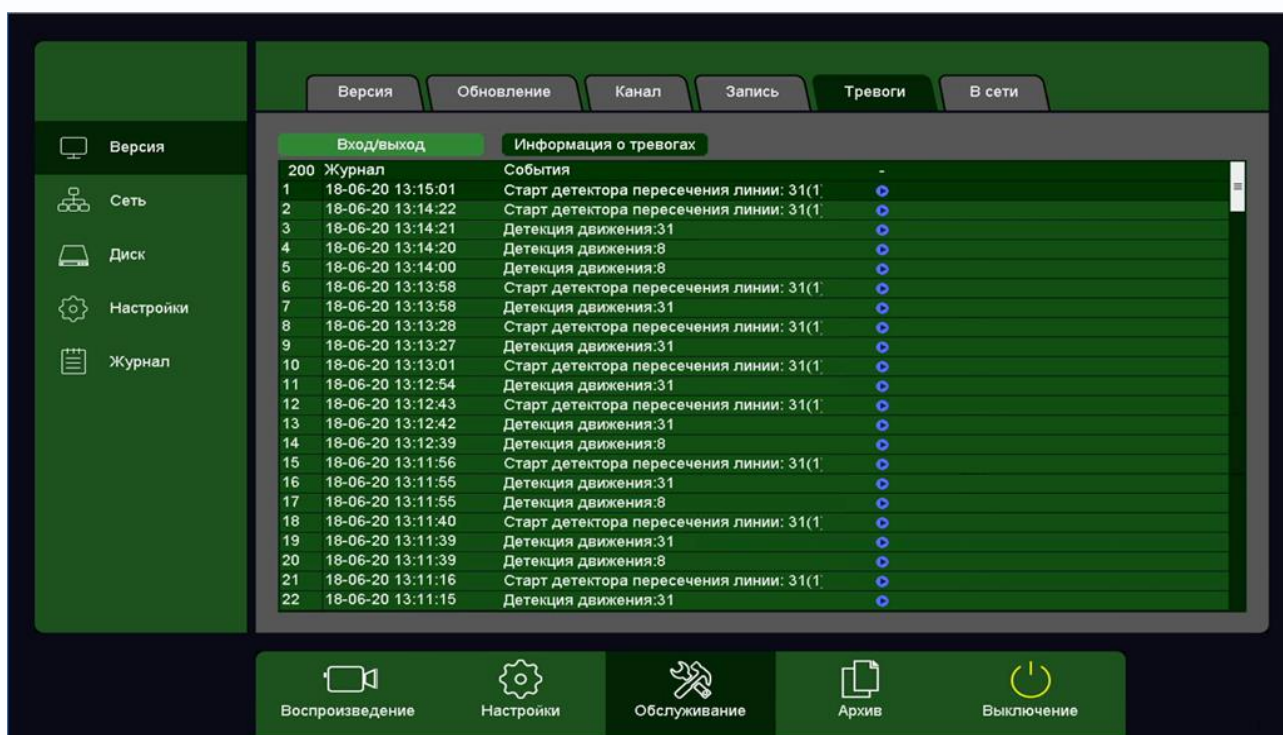 Версия Обновление Канал Запись Тревоги В сети
Версия
Сеть
Диск
Настройки
Журнал
Вход/выход Информация о тревогах
200 Журнал События -
1 18-06-20 13:15:01 Старт детектора пересечения линии: 31(1
2 18-06-20 13:14:22 Старт детектора пересечения линии: 31(1
3 18-06-20 13:14:21 Детекция движения:31
4 18-06-20 13:14:20 Детекция движения:8
5 18-06-20 13:14:00 Детекция движения:8
6 18-06-20 13:13:58 Старт детектора пересечения линии: 31(1
7 18-06-20 13:13:58 Детекция движения:31
8 18-06-20 13:13:28 Старт детектора пересечения линии: 31(1
9 18-06-20 13:13:27 Детекция движения:31
10 18-06-20 13:13:01 Старт детектора пересечения линии: 31(1
11 18-06-20 13:12:54 Детекция движения:31
12 18-06-20 13:12:43 Старт детектора пересечения линии: 31(1
13 18-06-20 13:12:42 Детекция движения:31
14 18-06-20 13:12:39 Детекция движения:8
15 18-06-20 13:11:56 Старт детектора пересечения линии: 31(1
16 18-06-20 13:11:55 Детекция движения:31
17 18-06-20 13:11:55 Детекция движения:8
18 18-06-20 13:11:40 Старт детектора пересечения линии: 31(1
19 18-06-20 13:11:39 Детекция движения:31
20 18-06-20 13:11:39 Детекция движения:8
21 18-06-20 13:11:16 Старт детектора пересечения линии: 31(1
22 18-06-20 13:11:15 Детекция движения:31
Воспроизведение Настройки Обслуживание Архив Выключение